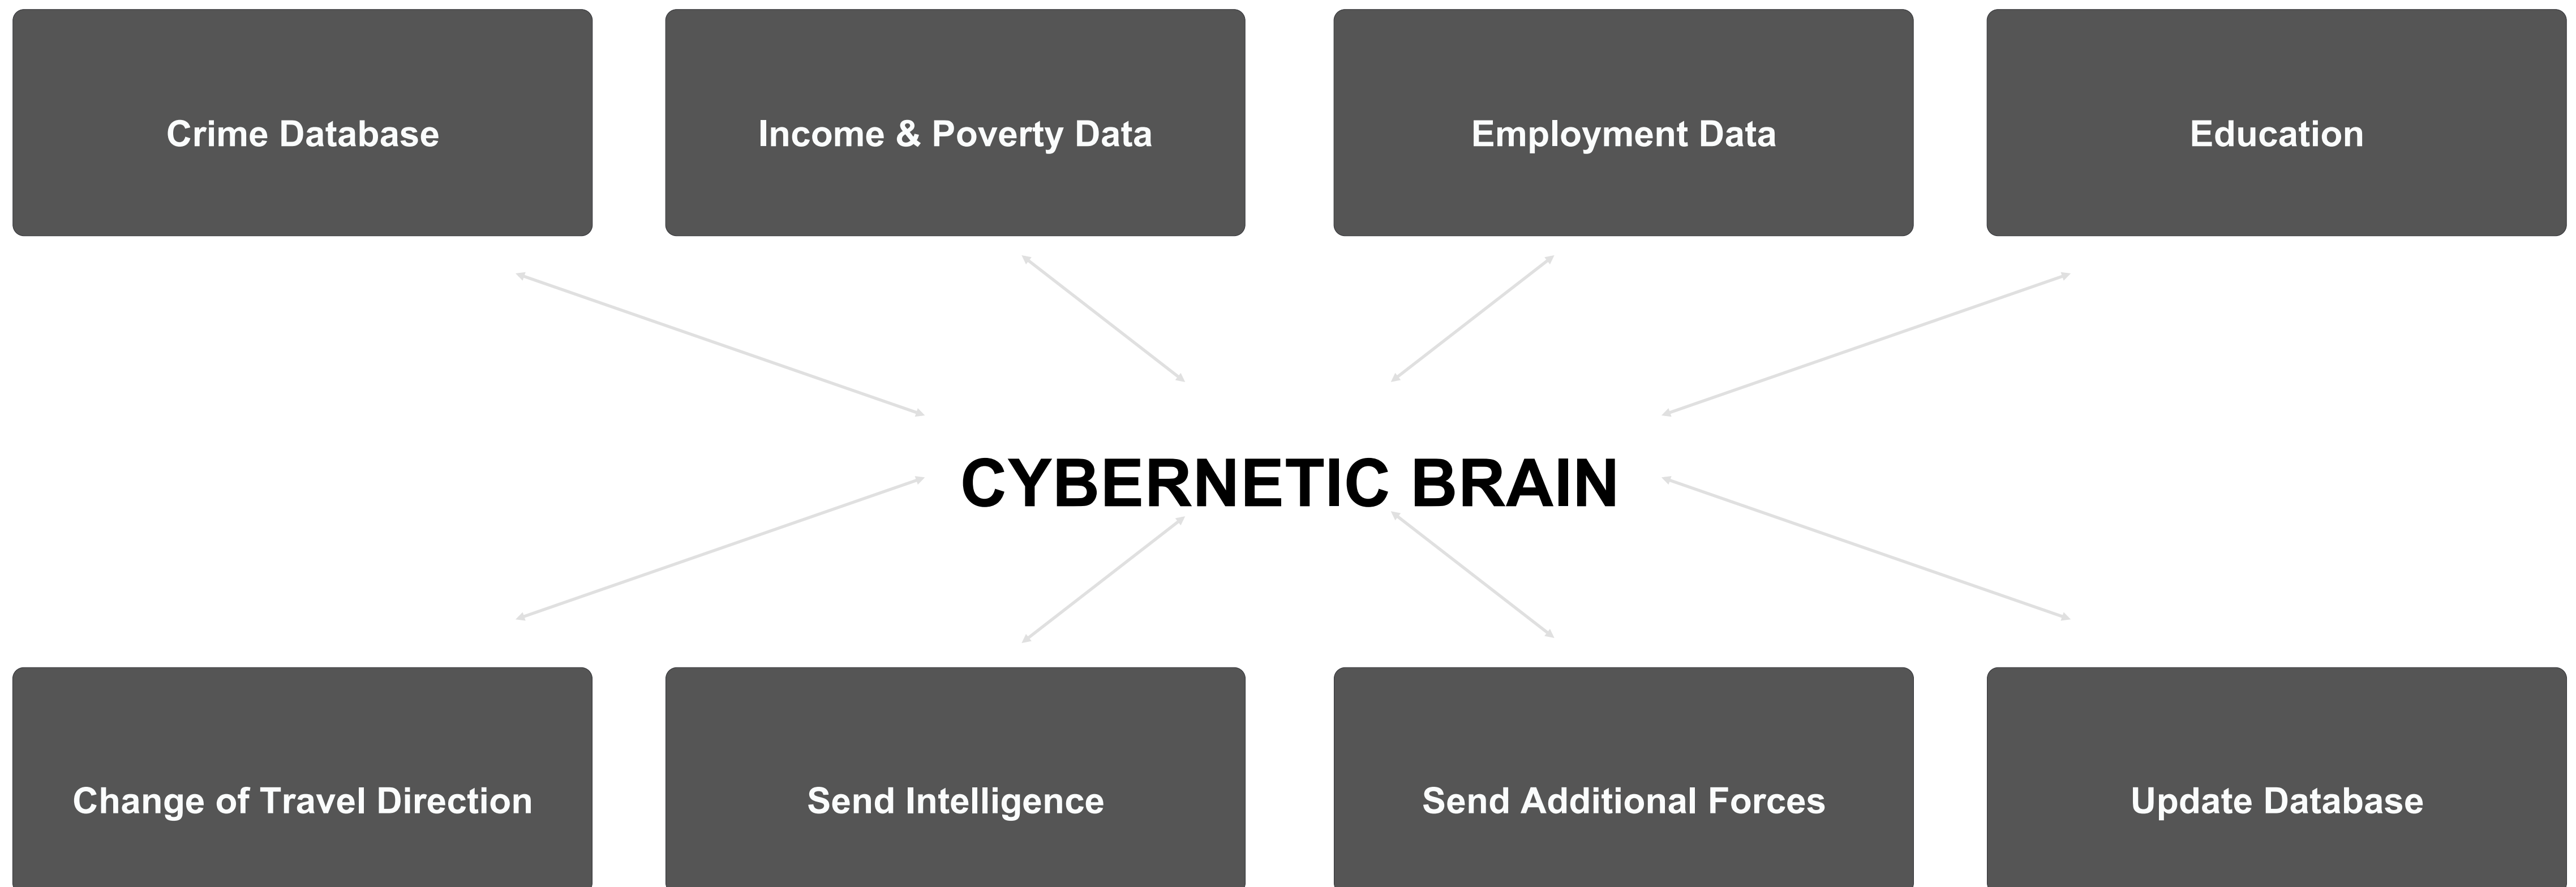 Crime Database
Income & Poverty Data
Employment Data
Education
CYBERNETIC BRAIN
Change of Travel Direction
Send Intelligence
Send Additional Forces
Update Database